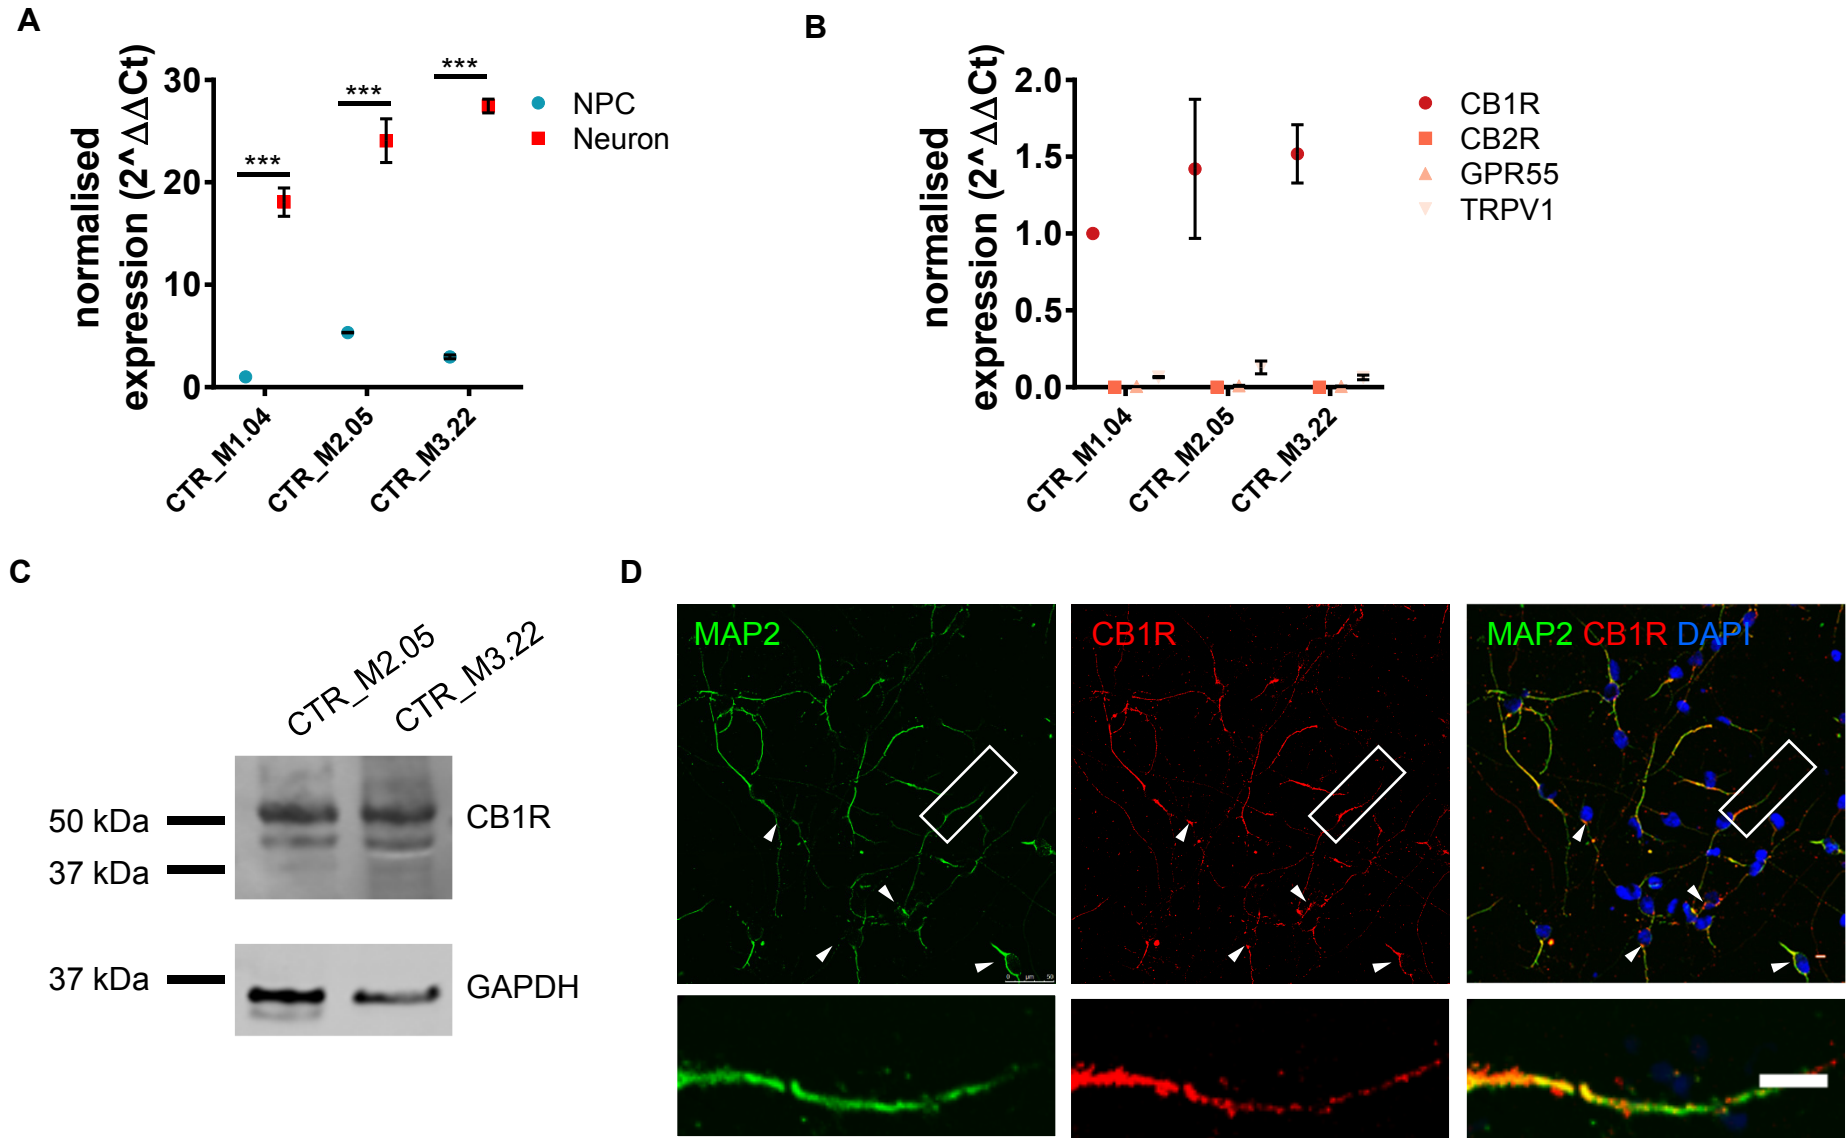 A
normalised
expression (2^ΔΔCt)
30
20
10
0
***
***
***
NPC
Neuron
CTR_M1.04
CTR_M2.05
CTR_M3.22
B
normalised
expression (2^ΔΔCt)
2.0
1.5
1.0
0.5
0.0
CB1R
CB2R
GPR55
TRPV1
CTR_M1.04
CTR_M2.05
CTR_M3.22
C
CTR_M2.05
CTR_M3.22
50 kDa
37 kDa
CB1R
37 kDa
GAPDH
D
MAP2
CB1R
MAP2 CB1R DAPI
0 µm 50